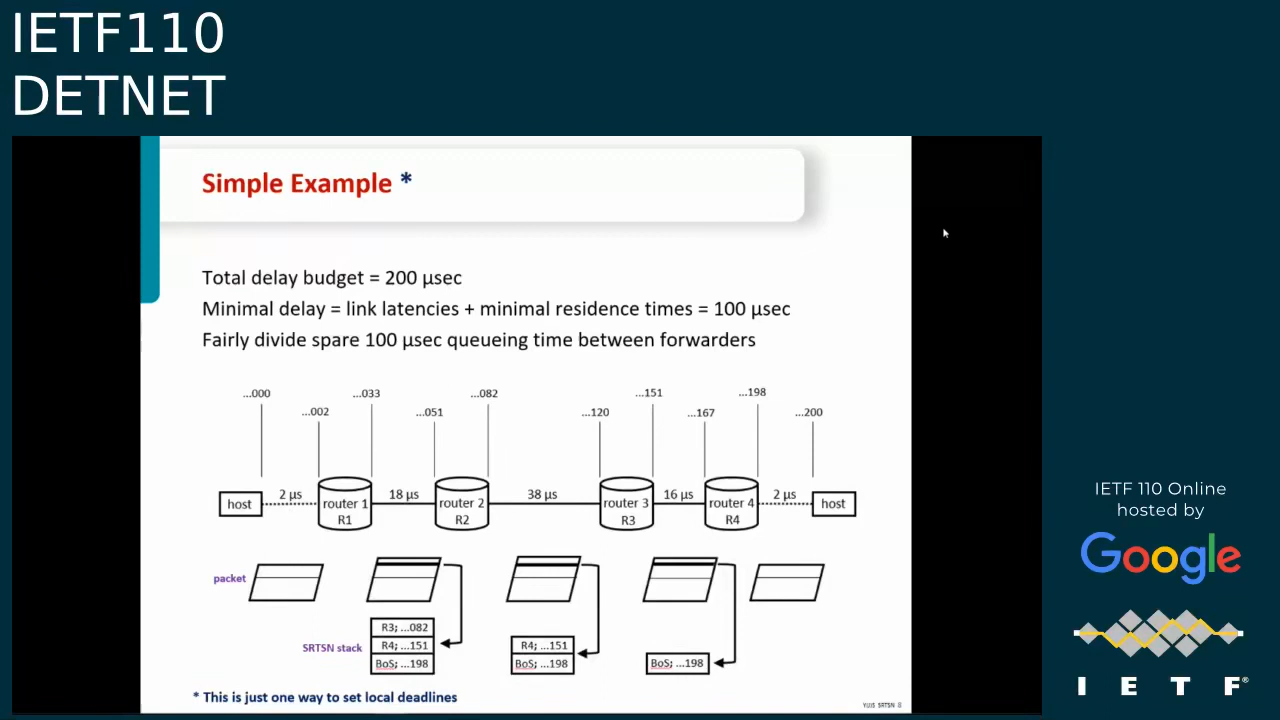 IETF110
DETNET
Simple Example *
Total delay budget = 200 μsec
Minimal delay = link latencies + minimal residence times = 100 μsec
Fairly divide spare 100 μsec queueing time between forwarders
...000 ...033 ...082 ...151 ...198
...002 ...051 ...120 ...167 ...200
host 2 μs router 1 R1 18 μs router 2 R2 38 μs router 3 R3 16 μs router 4 R4 2 μs host
packet
SRTSN stack
R3; ...082
R4; ...151
BoS; ...198
R4; ...151
BoS; ...198
BoS; ...198
* This is just one way to set local deadlines
IETF 110 Online
hosted by
Google
I E T F®